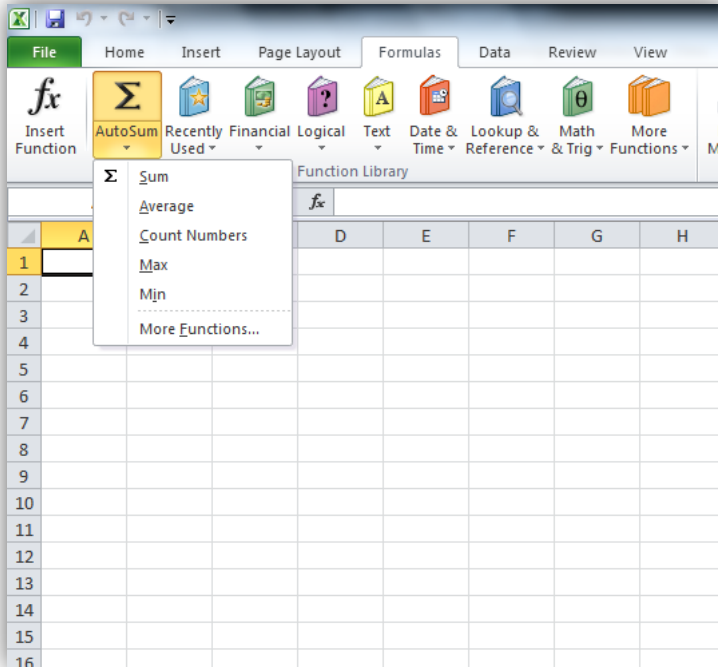 File Home Insert Page Layout Formulas Data Review View
fx Σ ? A θ
Insert Function
AutoSum
Recently Used
Financial
Logical
Text
Date & Time
Lookup & Reference
Math & Trig
More Functions
M
Function Library
Σ Sum
Average
Count Numbers
Max
Min
More Functions...
fx
A D E F G H
1
2
3
4
5
6
7
8
9
10
11
12
13
14
15
16